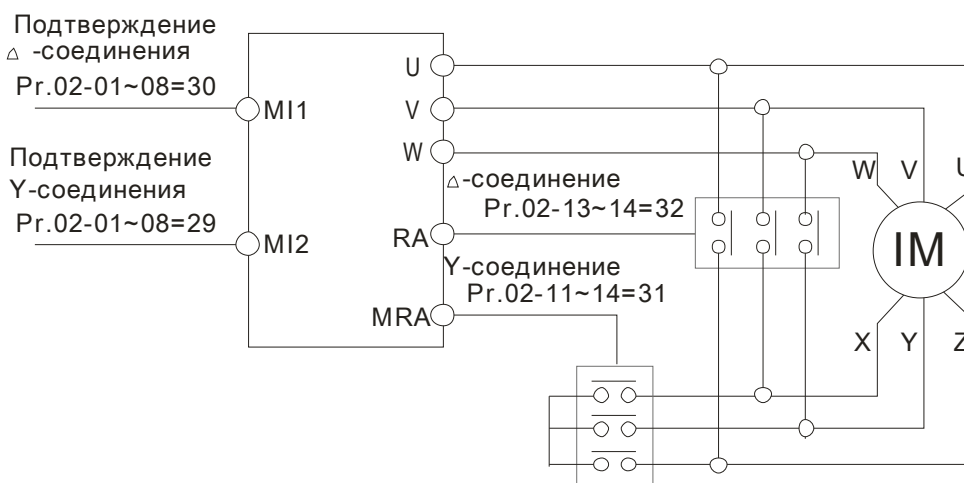 Подтверждение
△ -соединения
Pr.02-01~08=30
MI1
Подтверждение
Y-соединения
Pr.02-01~08=29
MI2
U
V
W
△-соединение
Pr.02-13~14=32
RA
Y-соединение
Pr.02-11~14=31
MRA
W
V
U
IM
X
Y
Z